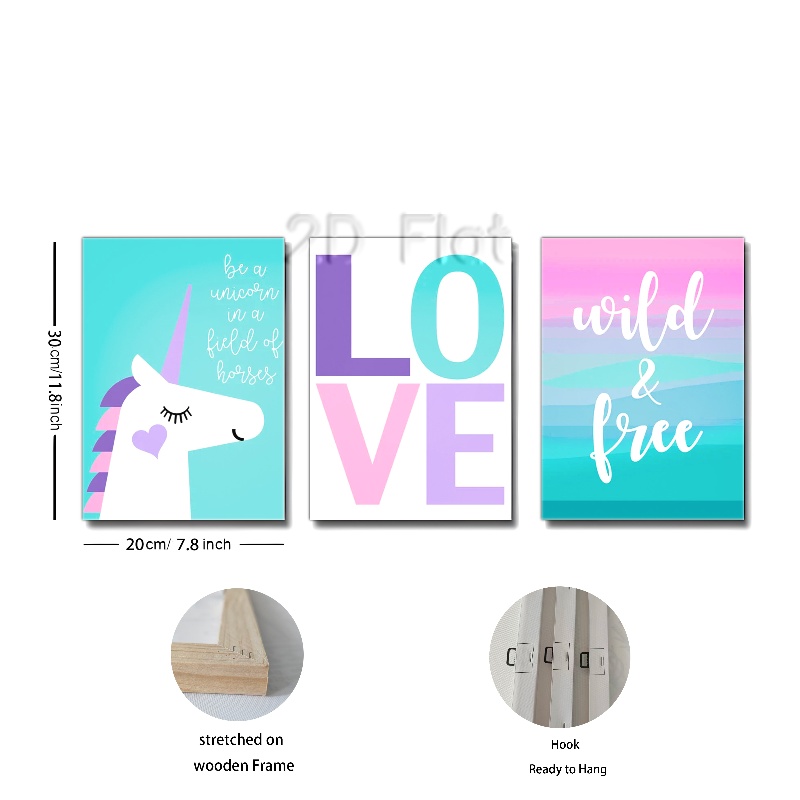 2D Flat
be a
unicorn
in a
field of
horses
LO
VE
wild
&
free
30cm/11.8inch
20cm/ 7.8 inch
stretched on
wooden Frame
Hook
Ready to Hang